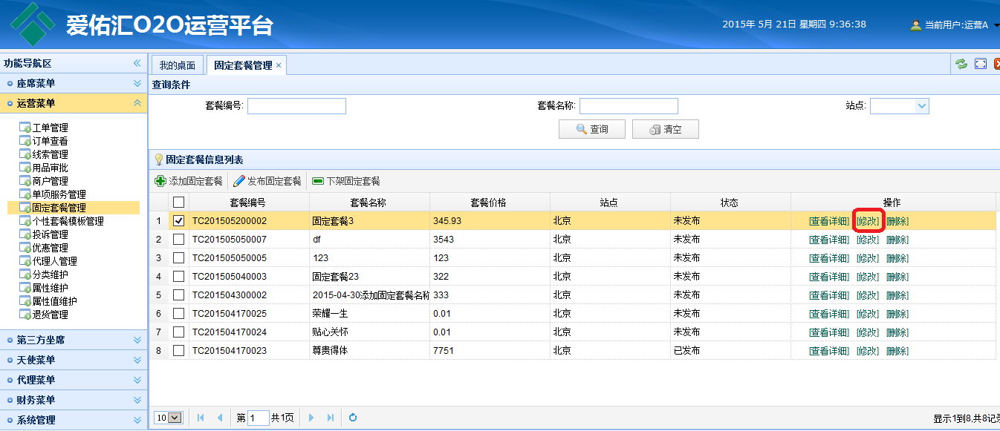 爱佑汇O2O运营平台
2015年 5月 21日 星期四 9:36:38
当前用户:运营A
功能导航区
座席菜单
运营菜单
工单管理
订单查看
线索管理
用品审批
商户管理
单项服务管理
固定套餐管理
个性套餐模板管理
投诉管理
优惠管理
代理人管理
分类维护
属性维护
属性值维护
退货管理
第三方坐席
天使菜单
代理菜单
财务菜单
系统管理
我的桌面 固定套餐管理
查询条件
套餐编号: 套餐名称: 站点:
查询 清空
固定套餐信息列表
添加固定套餐 发布固定套餐 下架固定套餐
套餐编号 套餐名称 套餐价格 站点 状态 操作
1 TC201505200002 固定套餐3 345.93 北京 未发布 [查看详细] [修改] [删除]
2 TC201505050007 df 3543 北京 未发布 [查看详细] [修改] [删除]
3 TC201505050005 123 123 北京 未发布 [查看详细] [修改] [删除]
4 TC201505040003 固定套餐23 322 北京 未发布 [查看详细] [修改] [删除]
5 TC201504300002 2015-04-30添加固定套餐名称 333 北京 未发布 [查看详细] [修改] [删除]
6 TC201504170025 荣耀一生 0.01 北京 未发布 [查看详细] [修改] [删除]
7 TC201504170024 贴心关怀 0.01 北京 未发布 [查看详细] [修改] [删除]
8 TC201504170023 尊贵得体 7751 北京 已发布 [查看详细] [修改] [删除]
10 第 1 共1页 显示1到8,共8记录